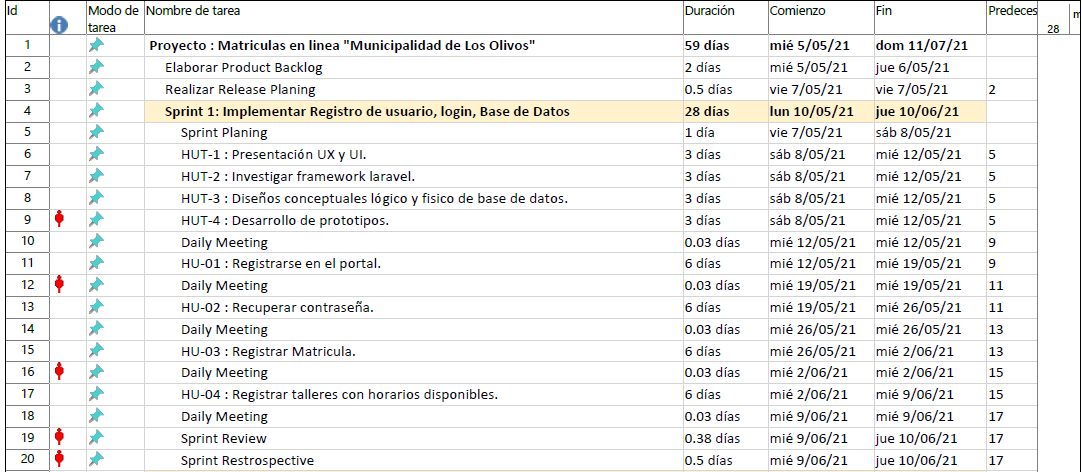 Id Modo de tarea Nombre de tarea Duración Comienzo Fin Predeces 28 m
1 Proyecto : Matriculas en linea "Municipalidad de Los Olivos" 59 días mié 5/05/21 dom 11/07/21
2 Elaborar Product Backlog 2 días mié 5/05/21 jue 6/05/21
3 Realizar Release Planing 0.5 días vie 7/05/21 vie 7/05/21 2
4 Sprint 1: Implementar Registro de usuario, login, Base de Datos 28 días lun 10/05/21 jue 10/06/21
5 Sprint Planing 1 día vie 7/05/21 sáb 8/05/21
6 HUT-1 : Presentación UX y UI. 3 días sáb 8/05/21 mié 12/05/21 5
7 HUT-2 : Investigar framework laravel. 3 días sáb 8/05/21 mié 12/05/21 5
8 HUT-3 : Diseños conceptuales lógico y fisico de base de datos. 3 días sáb 8/05/21 mié 12/05/21 5
9 HUT-4 : Desarrollo de prototipos. 3 días sáb 8/05/21 mié 12/05/21 5
10 Daily Meeting 0.03 días mié 12/05/21 mié 12/05/21 9
11 HU-01 : Registrarse en el portal. 6 días mié 12/05/21 mié 19/05/21 9
12 Daily Meeting 0.03 días mié 19/05/21 mié 19/05/21 11
13 HU-02 : Recuperar contraseña. 6 días mié 19/05/21 mié 26/05/21 11
14 Daily Meeting 0.03 días mié 26/05/21 mié 26/05/21 13
15 HU-03 : Registrar Matricula. 6 días mié 26/05/21 mié 2/06/21 13
16 Daily Meeting 0.03 días mié 2/06/21 mié 2/06/21 15
17 HU-04 : Registrar talleres con horarios disponibles. 6 días mié 2/06/21 mié 9/06/21 15
18 Daily Meeting 0.03 días mié 9/06/21 mié 9/06/21 17
19 Sprint Review 0.38 días mié 9/06/21 jue 10/06/21 17
20 Sprint Restrospective 0.5 días mié 9/06/21 jue 10/06/21 17